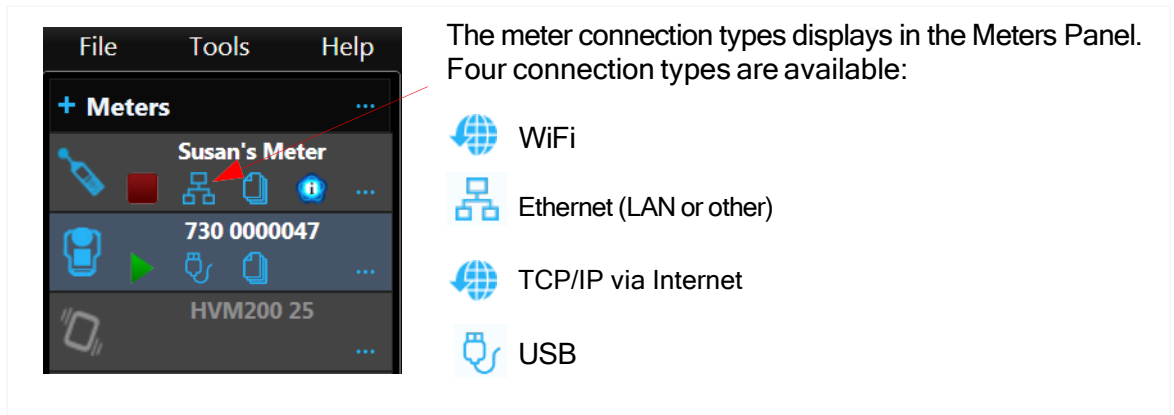 File Tools Help
+ Meters ...
Susan's Meter
...
730 0000047
...
HVM200 25
...
The meter connection types displays in the Meters Panel.
Four connection types are available:
WiFi
Ethernet (LAN or other)
TCP/IP via Internet
USB